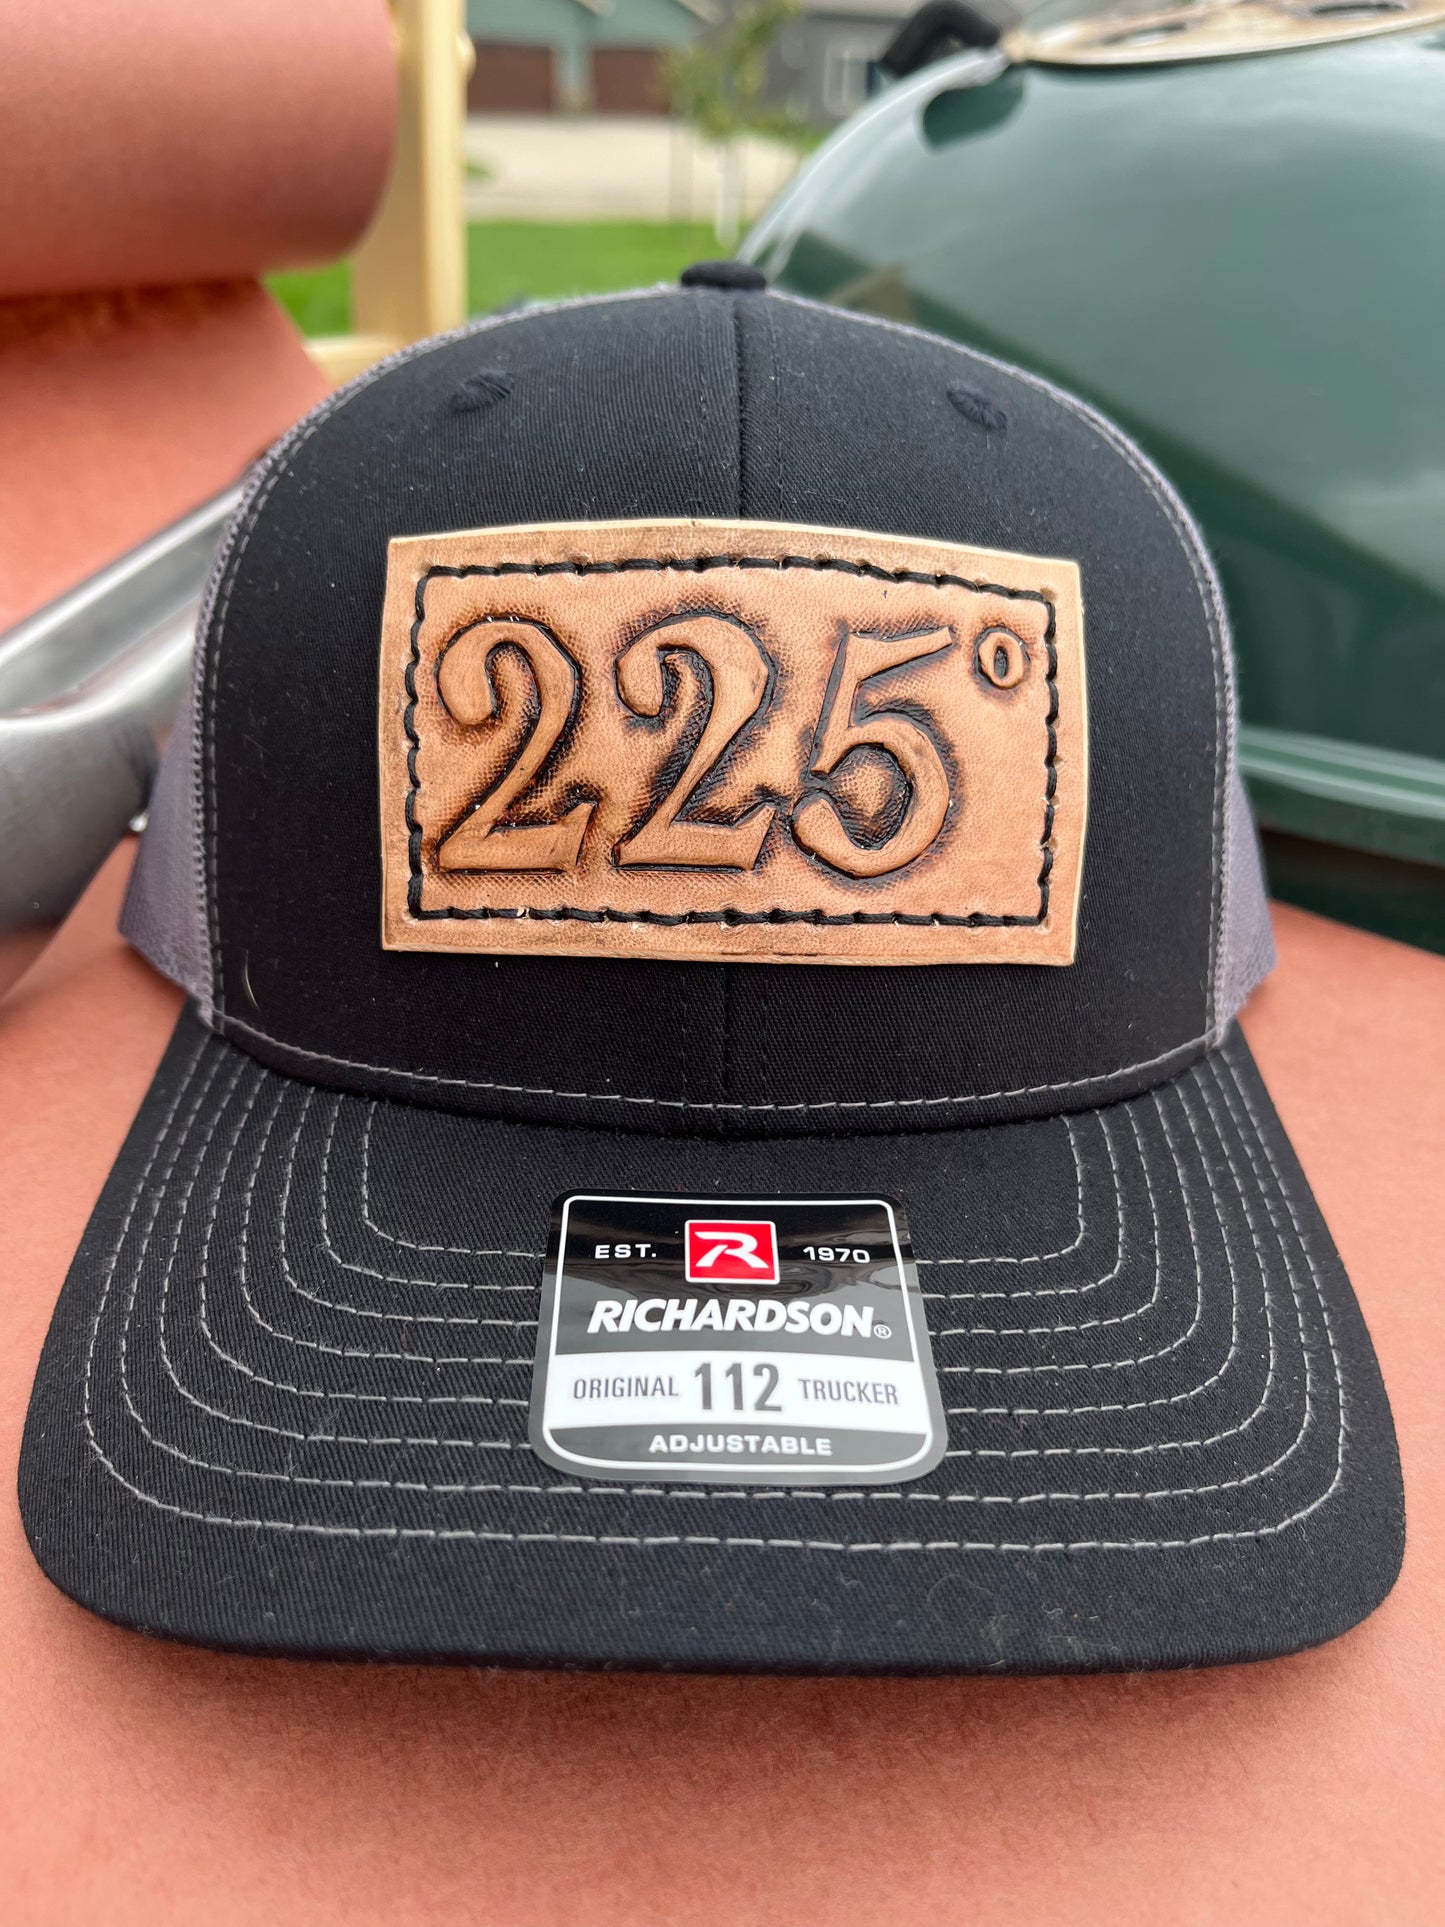 225°
EST. R 1970
RICHARDSON®
ORIGINAL 112 TRUCKER
ADJUSTABLE